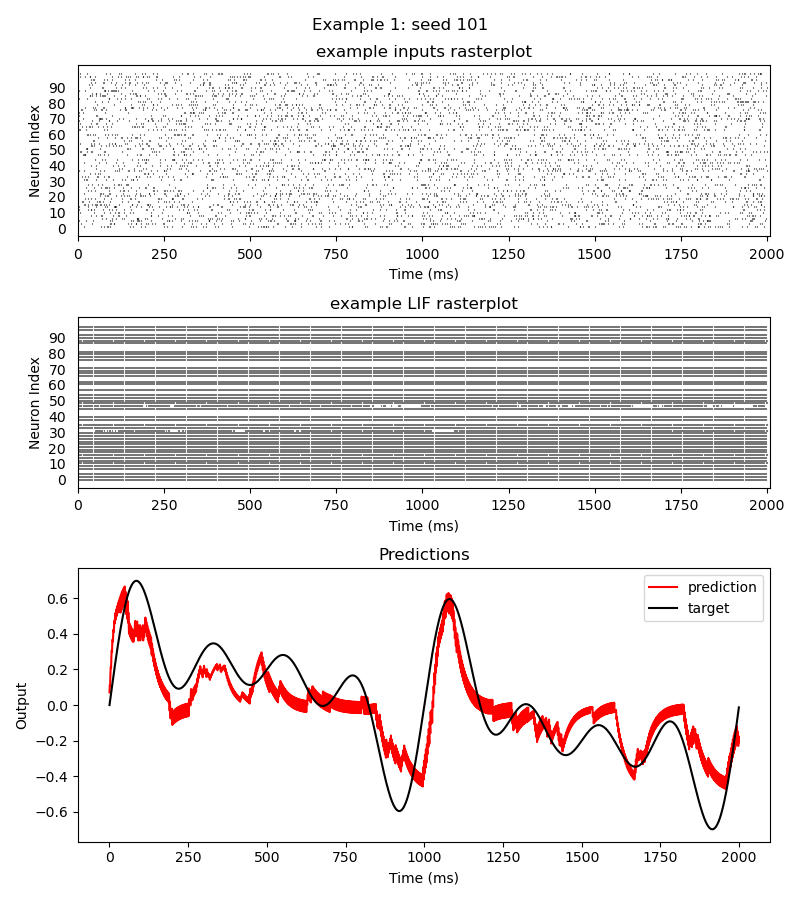 Example 1: seed 101
example inputs rasterplot
Neuron Index
90
80
70
60
50
40
30
20
10
0
0 250 500 750 1000 1250 1500 1750 2000
Time (ms)
example LIF rasterplot
Neuron Index
90
80
70
60
50
40
30
20
10
0
0 250 500 750 1000 1250 1500 1750 2000
Time (ms)
Predictions
prediction
target
Output
0.6
0.4
0.2
0.0
−0.2
−0.4
−0.6
0 250 500 750 1000 1250 1500 1750 2000
Time (ms)